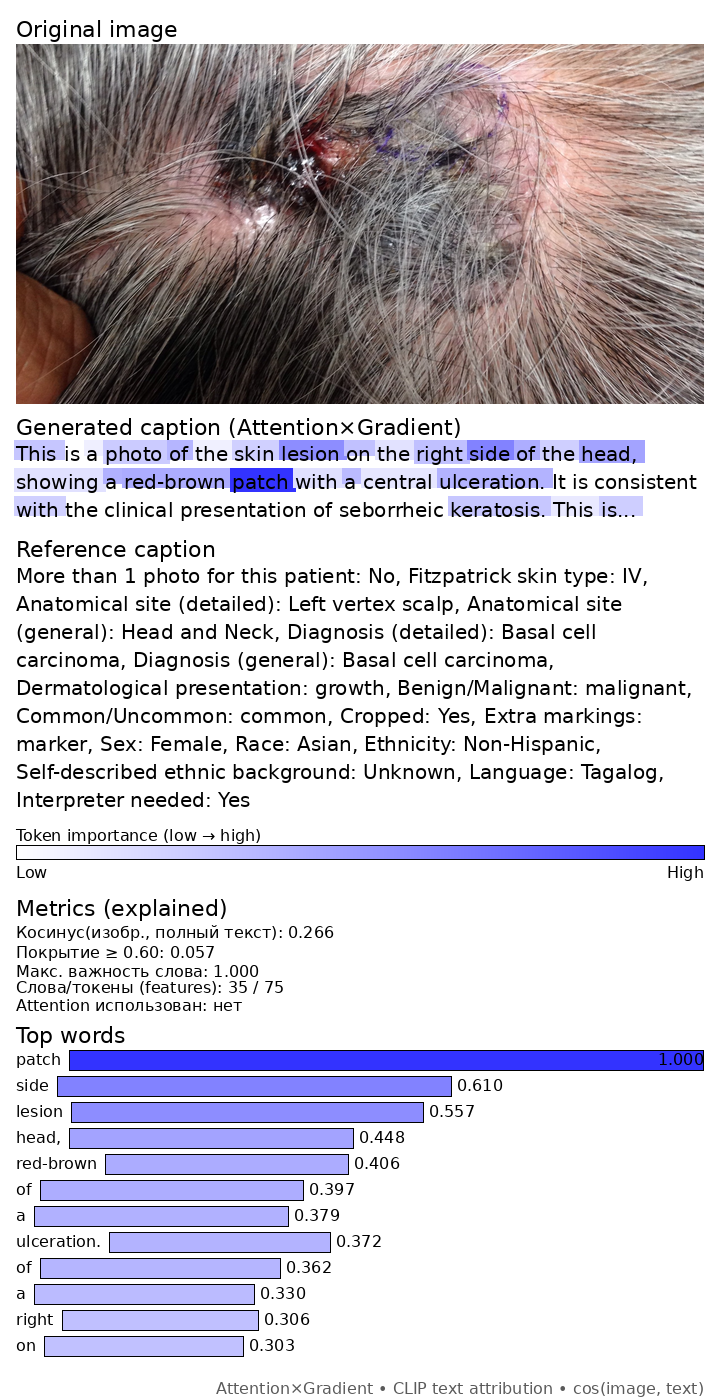 Original image
Generated caption (Attention×Gradient)
This is a photo of the skin lesion on the right side of the head,
showing a red-brown patch with a central ulceration. It is consistent
with the clinical presentation of seborrheic keratosis. This is...
Reference caption
More than 1 photo for this patient: No, Fitzpatrick skin type: IV,
Anatomical site (detailed): Left vertex scalp, Anatomical site
(general): Head and Neck, Diagnosis (detailed): Basal cell
carcinoma, Diagnosis (general): Basal cell carcinoma,
Dermatological presentation: growth, Benign/Malignant: malignant,
Common/Uncommon: common, Cropped: Yes, Extra markings:
marker, Sex: Female, Race: Asian, Ethnicity: Non-Hispanic,
Self-described ethnic background: Unknown, Language: Tagalog,
Interpreter needed: Yes
Token importance (low → high)
Low High
Metrics (explained)
Косинус(изобр., полный текст): 0.266
Покрытие ≥ 0.60: 0.057
Макс. важность слова: 1.000
Слова/токены (features): 35 / 75
Attention использован: нет
Top words
patch 1.000
side 0.610
lesion 0.557
head, 0.448
red-brown 0.406
of 0.397
a 0.379
ulceration. 0.372
of 0.362
a 0.330
right 0.306
on 0.303
Attention×Gradient • CLIP text attribution • cos(image, text)